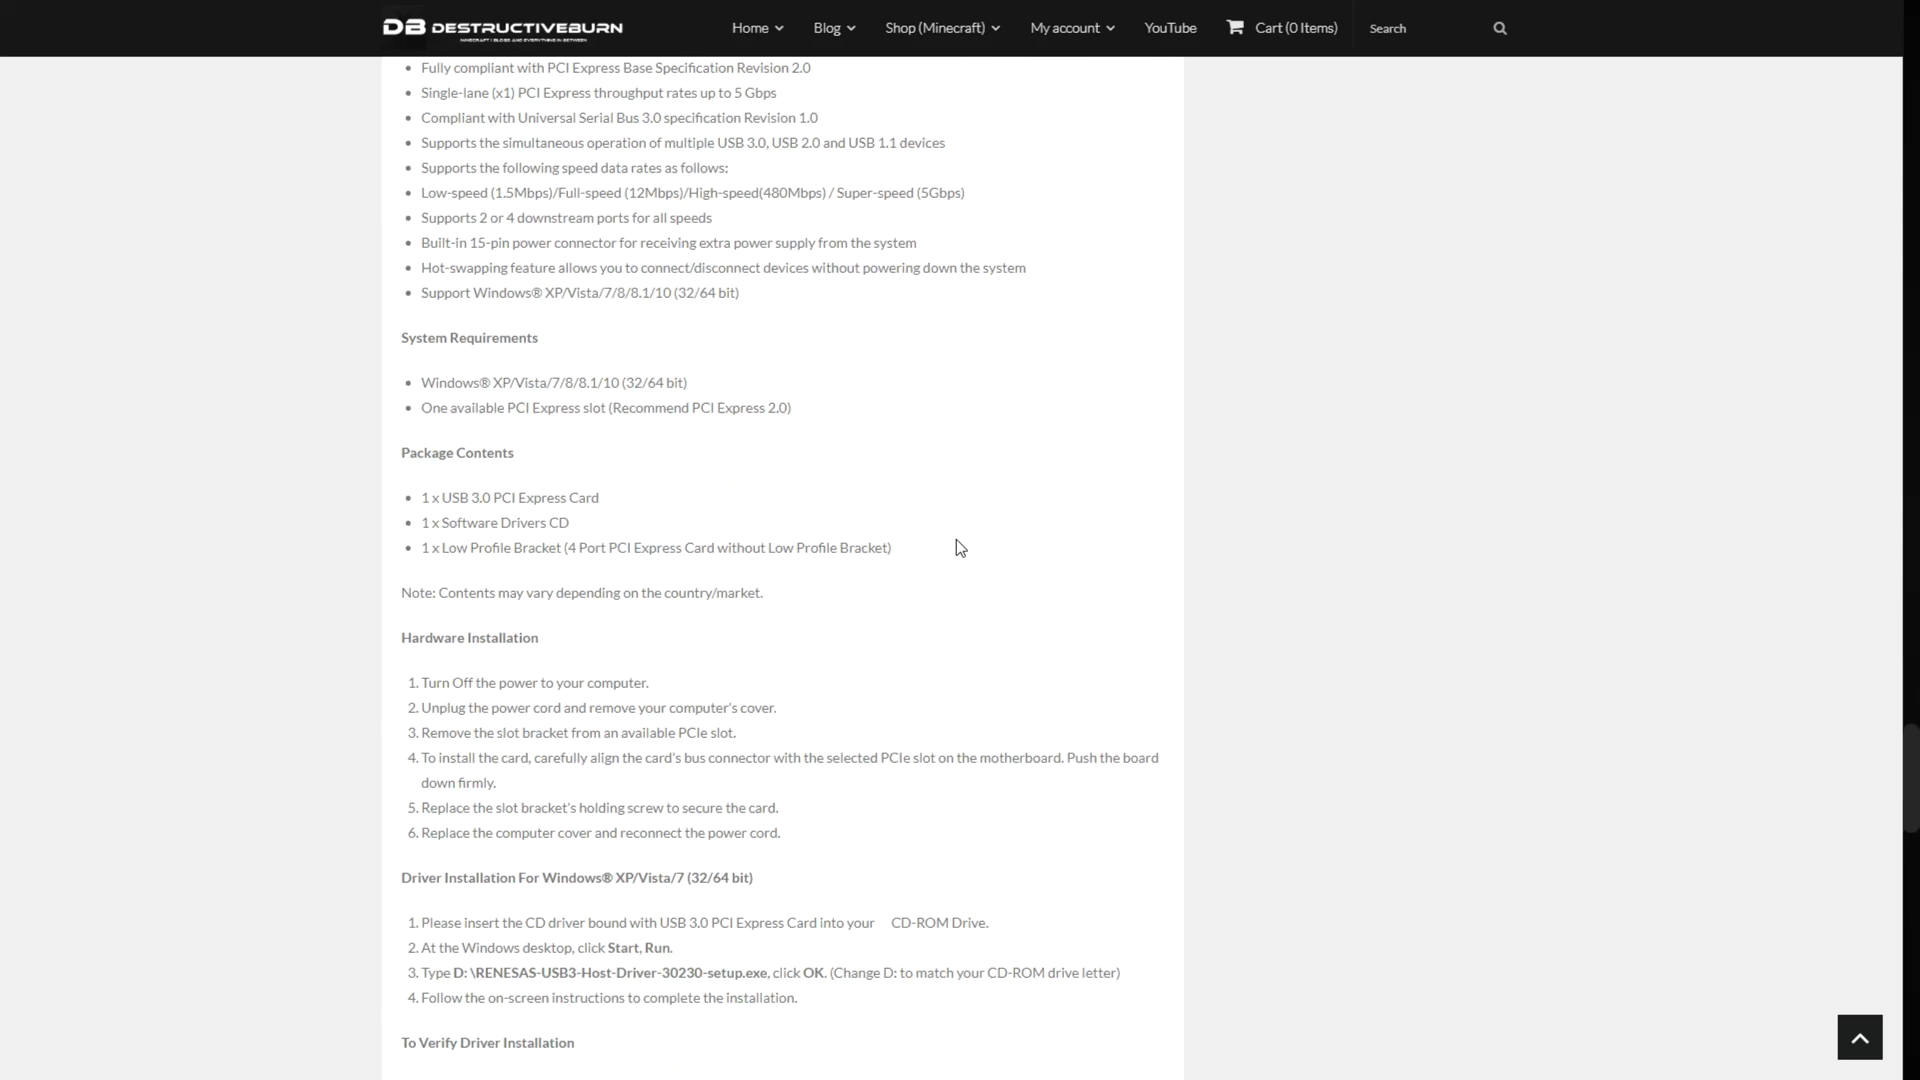 DB DESTRUCTIVEBURN
Home
Blog
Shop (Minecraft)
My account
YouTube
Cart (0 Items)
Search
Fully compliant with PCI Express Base Specification Revision 2.0
Single-lane (x1) PCI Express throughput rates up to 5 Gbps
Compliant with Universal Serial Bus 3.0 specification Revision 1.0
Supports the simultaneous operation of multiple USB 3.0, USB 2.0 and USB 1.1 devices
Supports the following speed data rates as follows:
Low-speed (1.5Mbps)/Full-speed (12Mbps)/High-speed(480Mbps) / Super-speed (5Gbps)
Supports 2 or 4 downstream ports for all speeds
Built-in 15-pin power connector for receiving extra power supply from the system
Hot-swapping feature allows you to connect/disconnect devices without powering down the system
Support Windows® XP/Vista/7/8/8.1/10 (32/64 bit)
System Requirements
Windows® XP/Vista/7/8/8.1/10 (32/64 bit)
One available PCI Express slot (Recommend PCI Express 2.0)
Package Contents
1 x USB 3.0 PCI Express Card
1 x Software Drivers CD
1 x Low Profile Bracket (4 Port PCI Express Card without Low Profile Bracket)
Note: Contents may vary depending on the country/market.
Hardware Installation
1. Turn Off the power to your computer.
2. Unplug the power cord and remove your computer's cover.
3. Remove the slot bracket from an available PCIe slot.
4. To install the card, carefully align the card's bus connector with the selected PCIe slot on the motherboard. Push the board
down firmly.
5. Replace the slot bracket's holding screw to secure the card.
6. Replace the computer cover and reconnect the power cord.
Driver Installation For Windows® XP/Vista/7 (32/64 bit)
1. Please insert the CD driver bound with USB 3.0 PCI Express Card into your CD-ROM Drive.
2. At the Windows desktop, click Start, Run.
3. Type D: \RENESAS-USB3-Host-Driver-30230-setup.exe, click OK. (Change D: to match your CD-ROM drive letter)
4. Follow the on-screen instructions to complete the installation.
To Verify Driver Installation